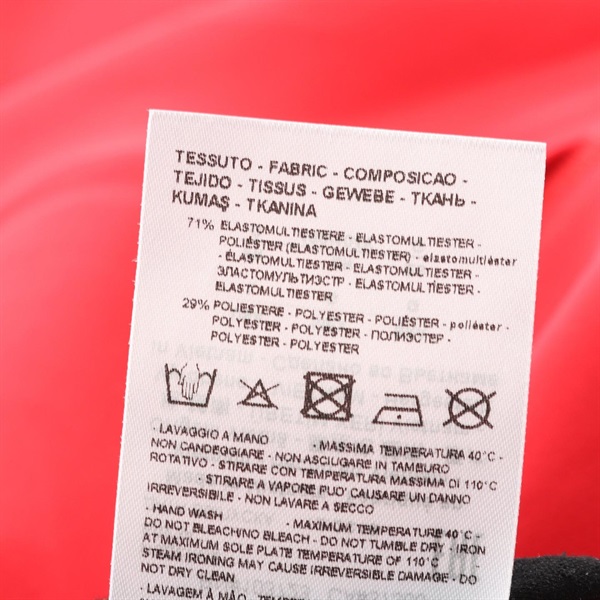 TESSUTO - FABRIC - COMPOSICAO -
TEJIDO - TISSUS - GEWEBE - ТКАНЬ -
KUMAŞ - TKANINA
71% ELASTOMULTIESTERE - ELASTOMULTIESTER -
POLIÉSTER (ELASTOMULTIESTER) - elastomultiéster
- ÉLASTOMULTIESTER - ELASTOMULTIESTER -
ЭЛАСТОМУЛЬТИЭСТР - ELASTOMULTIESTER -
ELASTOMULTIESTER
29% POLIESTERE - POLYESTER - POLIÉSTER - poliéster -
POLYESTER - POLYESTER - ПОЛИЭСТЕР -
POLYESTER - POLYESTER
- LAVAGGIO A MANO - MASSIMA TEMPERATURA 40°C -
NON CANDEGGIARE - NON ASCIUGARE IN TAMBURO
ROTATIVO - STIRARE CON TEMPERATURA MASSIMA DI 110°C
- STIRARE A VAPORE PUO' CAUSARE UN DANNO
IRREVERSIBILE - NON LAVARE A SECCO
- HAND WASH - MAXIMUM TEMPERATURE 40°C -
DO NOT BLEACH/NO BLEACH - DO NOT TUMBLE DRY - IRON
AT MAXIMUM SOLE PLATE TEMPERATURE OF 110°C
STEAM IRONING MAY CAUSE IRREVERSIBLE DAMAGE - DO
NOT DRY CLEAN
- LAVAGEM À MÃO - TEMPERATURA